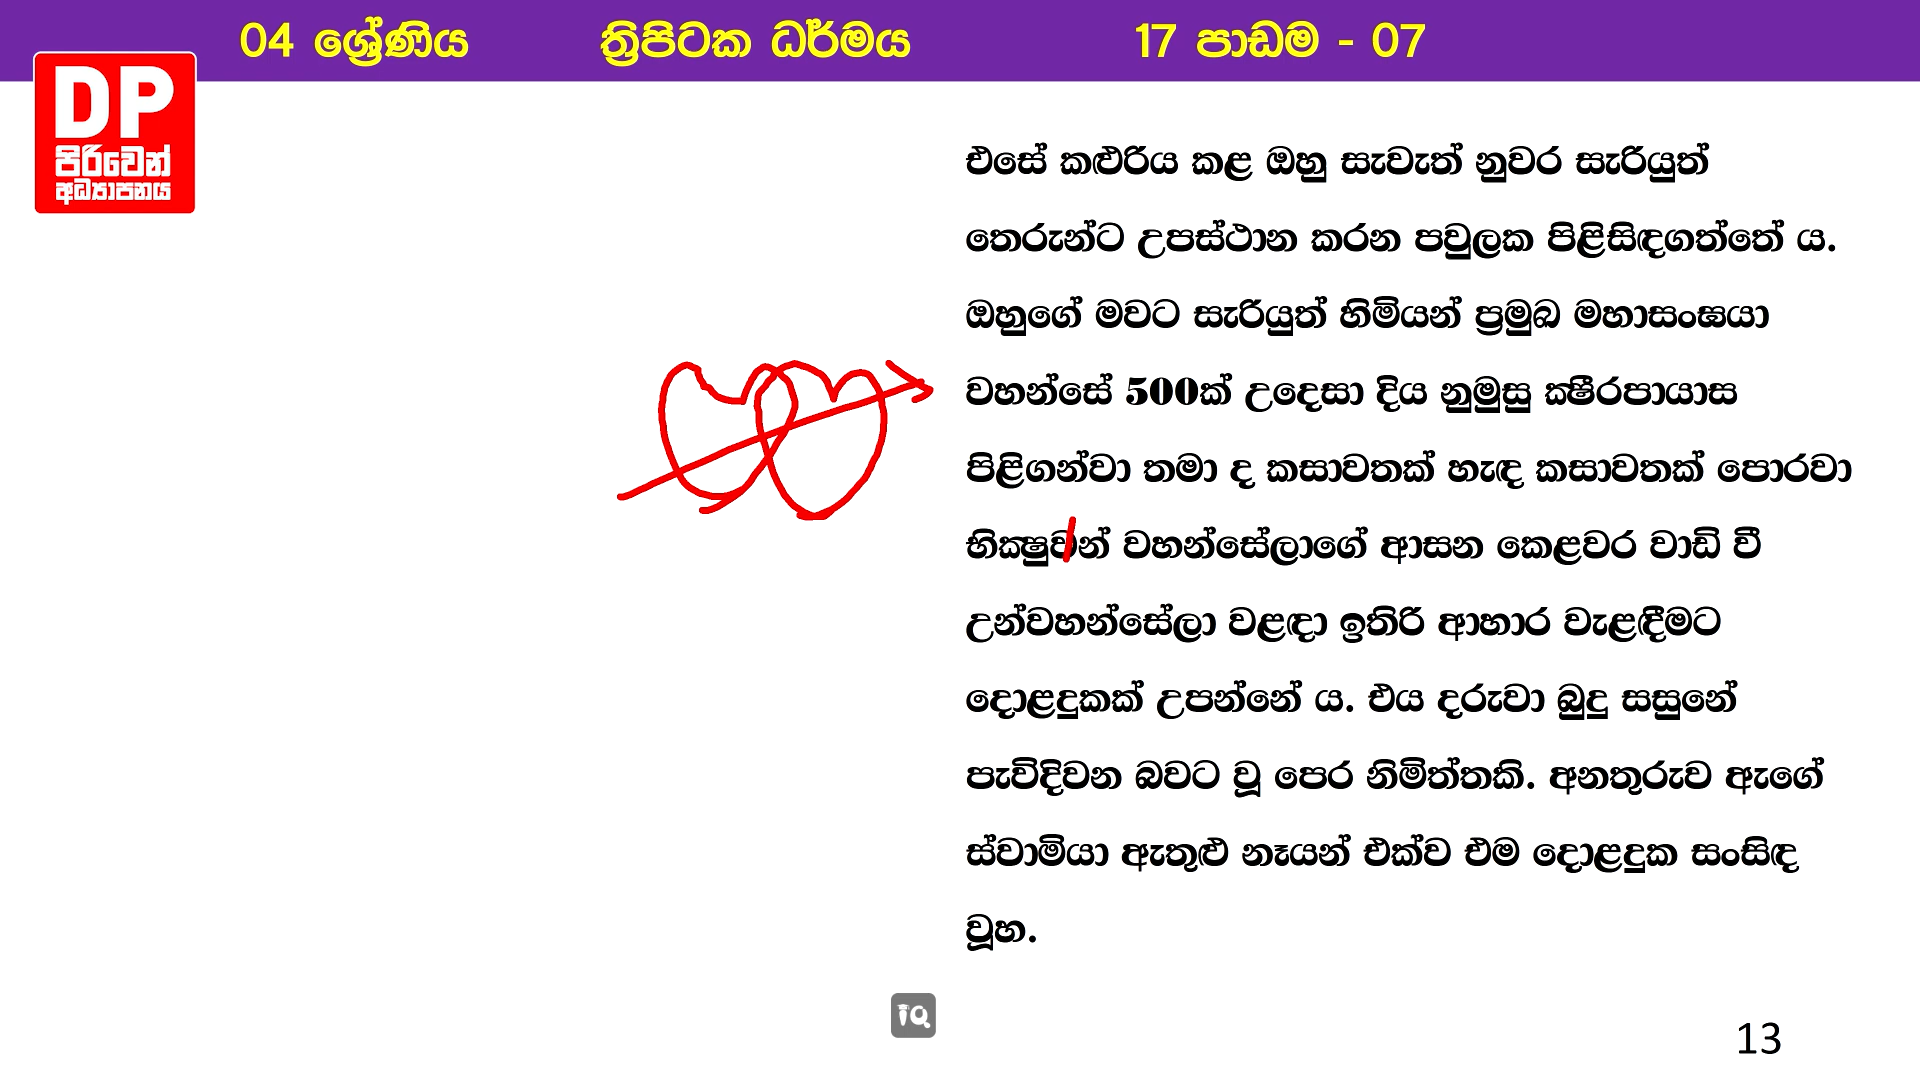 04 ශ්‍රේණිය ත්‍රිපිටක ධර්මය 17 පාඩම - 07
DP
පිරිවෙන්
අධ්‍යාපනය
එසේ කළුරිය කළ ඔහු සැවැත් නුවර සැරියුත්
තෙරුන්ට උපස්ථාන කරන පවුලක පිළිසිඳගත්තේ ය.
ඔහුගේ මවට සැරියුත් හිමියන් ප්‍රමුඛ මහාසංඝයා
වහන්සේ 500ක් උදෙසා දිය නුමුසු ක්‍ෂීරපායාස
පිළිගන්වා තමා ද කසාවතක් හැඳ කසාවතක් පොරවා
භික්‍ෂුවන් වහන්සේලාගේ ආසන කෙළවර වාඩි වී
උන්වහන්සේලා වළඳා ඉතිරි ආහාර වැළඳීමට
දොළදුකක් උපන්නේ ය. එය දරුවා බුදු සසුනේ
පැවිදිවන බවට වූ පෙර නිමිත්තකි. අනතුරුව ඇගේ
ස්වාමියා ඇතුළු නෑයන් එක්ව එම දොළදුක සංසිඳ
වූහ.
iQ
13